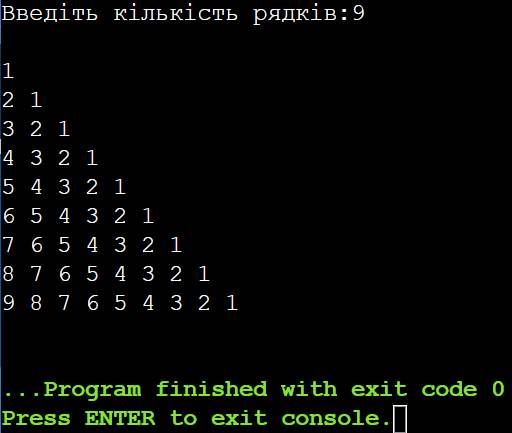 Введіть кількість рядків:9
1
2 1
3 2 1
4 3 2 1
5 4 3 2 1
6 5 4 3 2 1
7 6 5 4 3 2 1
8 7 6 5 4 3 2 1
9 8 7 6 5 4 3 2 1
...Program finished with exit code 0
Press ENTER to exit console.